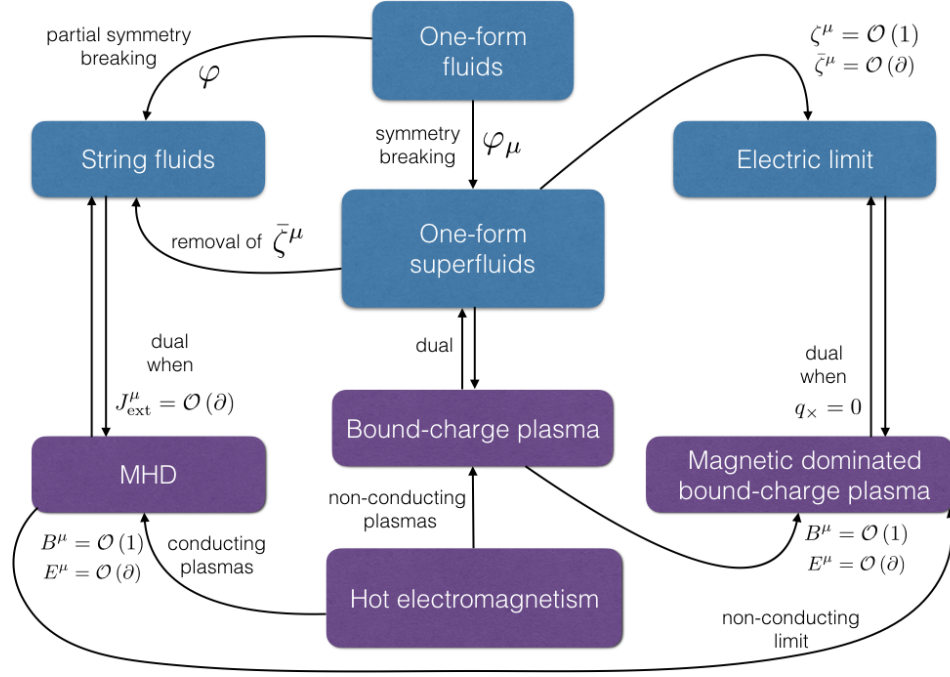 partial symmetry
breaking
φ
One-form
fluids
ζ^μ = 𝒪(1)
ζ̄^μ = 𝒪(∂)
String fluids
symmetry
breaking
φ_μ
Electric limit
removal of ζ̄^μ
One-form
superfluids
dual
when
J^μ_ext = 𝒪(∂)
dual
dual
when
q_× = 0
Bound-charge plasma
MHD
Magnetic dominated
bound-charge plasma
non-conducting
plasmas
B^μ = 𝒪(1)
E^μ = 𝒪(∂)
conducting
plasmas
B^μ = 𝒪(1)
E^μ = 𝒪(∂)
Hot electromagnetism
non-conducting
limit